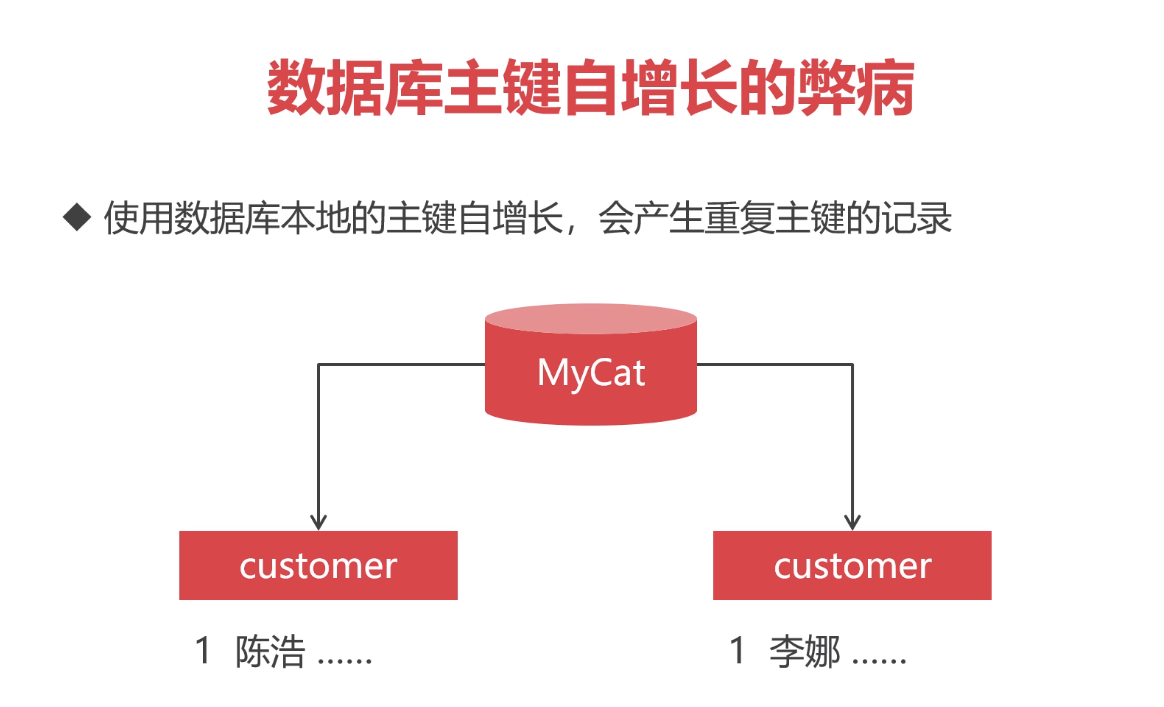 数据库主键自增长的弊病
◆ 使用数据库本地的主键自增长，会产生重复主键的记录
MyCat
customer customer
1 陈浩 …… 1 李娜 ……